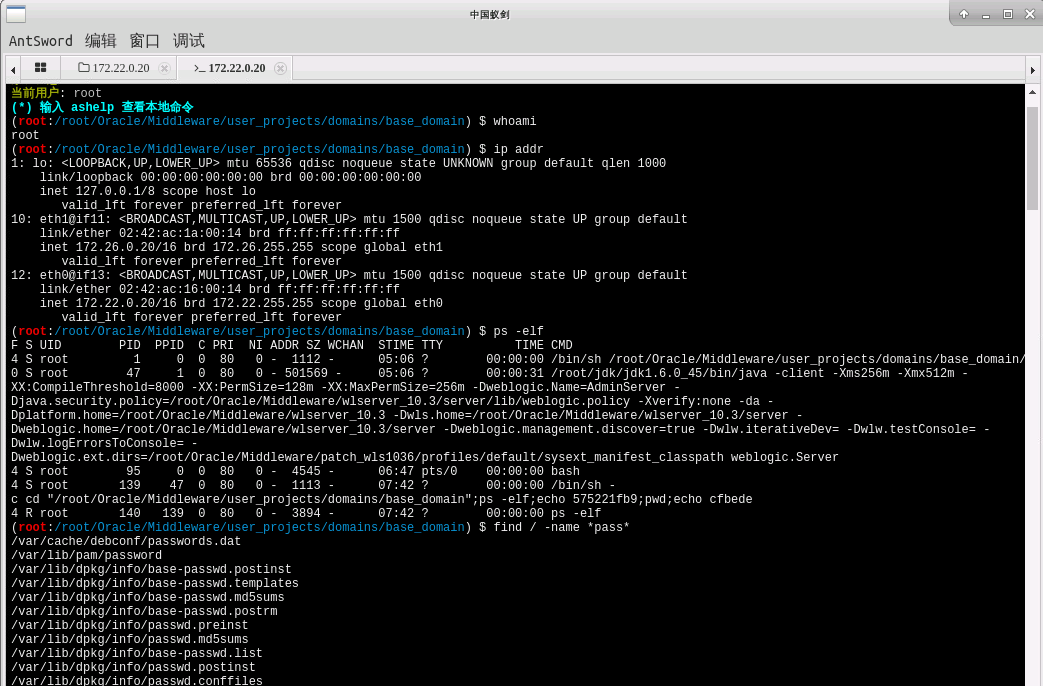 中国蚁剑
AntSword 编辑 窗口 调试
172.22.0.20 >_ 172.22.0.20
当前用户: root
(*) 输入 ashelp 查看本地命令
(root:/root/Oracle/Middleware/user_projects/domains/base_domain) $ whoami
root
(root:/root/Oracle/Middleware/user_projects/domains/base_domain) $ ip addr
1: lo: <LOOPBACK,UP,LOWER_UP> mtu 65536 qdisc noqueue state UNKNOWN group default qlen 1000
    link/loopback 00:00:00:00:00:00 brd 00:00:00:00:00:00
    inet 127.0.0.1/8 scope host lo
       valid_lft forever preferred_lft forever
10: eth1@if11: <BROADCAST,MULTICAST,UP,LOWER_UP> mtu 1500 qdisc noqueue state UP group default
    link/ether 02:42:ac:1a:00:14 brd ff:ff:ff:ff:ff:ff
    inet 172.26.0.20/16 brd 172.26.255.255 scope global eth1
       valid_lft forever preferred_lft forever
12: eth0@if13: <BROADCAST,MULTICAST,UP,LOWER_UP> mtu 1500 qdisc noqueue state UP group default
    link/ether 02:42:ac:16:00:14 brd ff:ff:ff:ff:ff:ff
    inet 172.22.0.20/16 brd 172.22.255.255 scope global eth0
       valid_lft forever preferred_lft forever
(root:/root/Oracle/Middleware/user_projects/domains/base_domain) $ ps -elf
F S UID        PID  PPID  C PRI  NI ADDR SZ WCHAN  STIME TTY          TIME CMD
4 S root         1     0  0  80   0 -  1112 -      05:06 ?        00:00:00 /bin/sh /root/Oracle/Middleware/user_projects/domains/base_domain/
0 S root        47     1  0  80   0 - 501569 -     05:06 ?        00:00:31 /root/jdk/jdk1.6.0_45/bin/java -client -Xms256m -Xmx512m -
XX:CompileThreshold=8000 -XX:PermSize=128m -XX:MaxPermSize=256m -Dweblogic.Name=AdminServer -
Djava.security.policy=/root/Oracle/Middleware/wlserver_10.3/server/lib/weblogic.policy -Xverify:none -da -
Dplatform.home=/root/Oracle/Middleware/wlserver_10.3 -Dwls.home=/root/Oracle/Middleware/wlserver_10.3/server -
Dweblogic.home=/root/Oracle/Middleware/wlserver_10.3/server -Dweblogic.management.discover=true -Dwlw.iterativeDev= -Dwlw.testConsole= -
Dwlw.logErrorsToConsole= -
Dweblogic.ext.dirs=/root/Oracle/Middleware/patch_wls1036/profiles/default/sysext_manifest_classpath weblogic.Server
4 S root        95     0  0  80   0 -  4545 -      06:47 pts/0    00:00:00 bash
4 S root       139    47  0  80   0 -  1113 -      07:42 ?        00:00:00 /bin/sh -
c cd "/root/Oracle/Middleware/user_projects/domains/base_domain";ps -elf;echo 575221fb9;pwd;echo cfbede
4 R root       140   139  0  80   0 -  3894 -      07:42 ?        00:00:00 ps -elf
(root:/root/Oracle/Middleware/user_projects/domains/base_domain) $ find / -name *pass*
/var/cache/debconf/passwords.dat
/var/lib/pam/password
/var/lib/dpkg/info/base-passwd.postinst
/var/lib/dpkg/info/base-passwd.templates
/var/lib/dpkg/info/base-passwd.md5sums
/var/lib/dpkg/info/base-passwd.postrm
/var/lib/dpkg/info/passwd.preinst
/var/lib/dpkg/info/passwd.md5sums
/var/lib/dpkg/info/base-passwd.list
/var/lib/dpkg/info/passwd.postinst
/var/lib/dpkg/info/passwd.conffiles